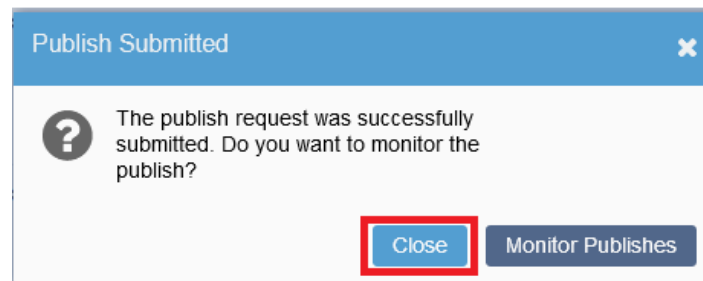 Publish Submitted
The publish request was successfully
submitted. Do you want to monitor the
publish?
Close
Monitor Publishes